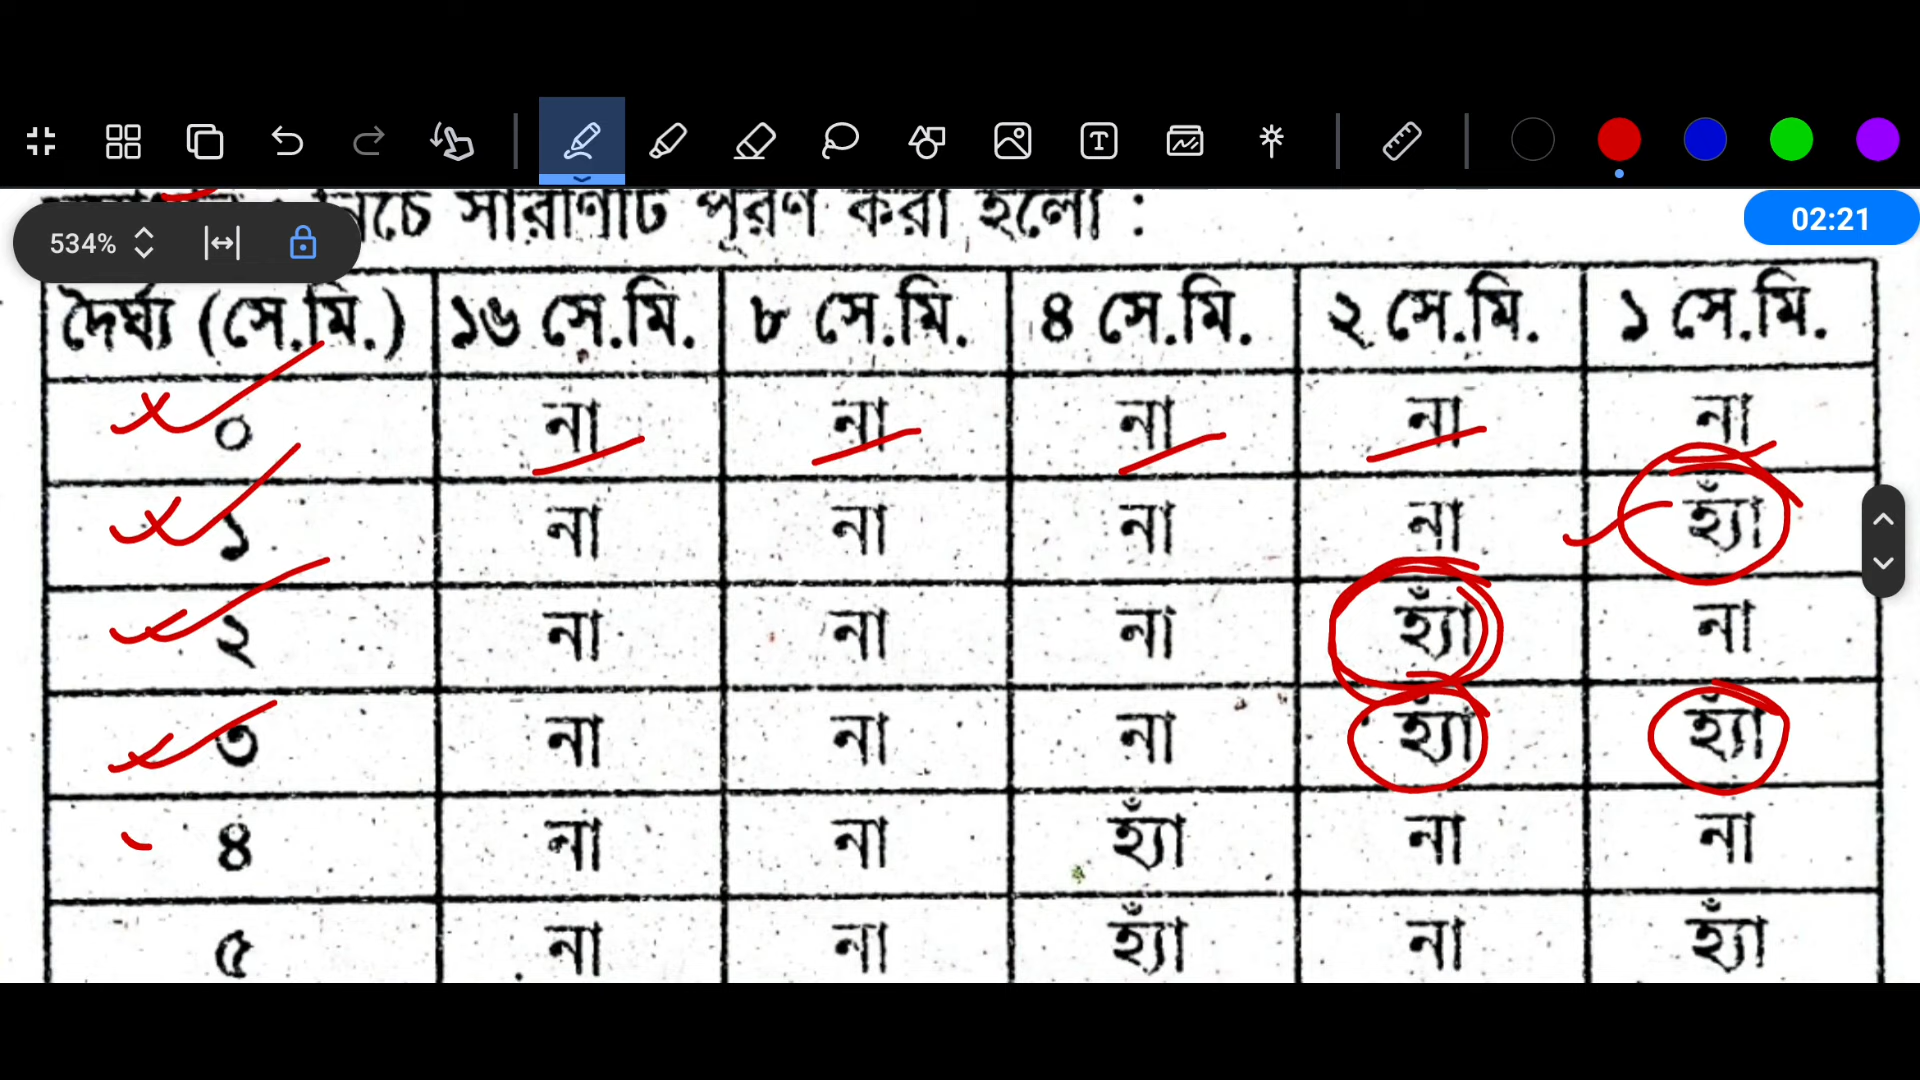 02:21
534%
নিচে সারণিটি পূরণ করা হলো :
দৈর্ঘ্য (সে.মি.) ১৬ সে.মি. ৮ সে.মি. ৪ সে.মি. ২ সে.মি. ১ সে.মি.
০ না না না না না
১ না না না না হ্যাঁ
২ না না না হ্যাঁ না
৩ না না না হ্যাঁ হ্যাঁ
৪ না না হ্যাঁ না না
৫ না না হ্যাঁ না হ্যাঁ